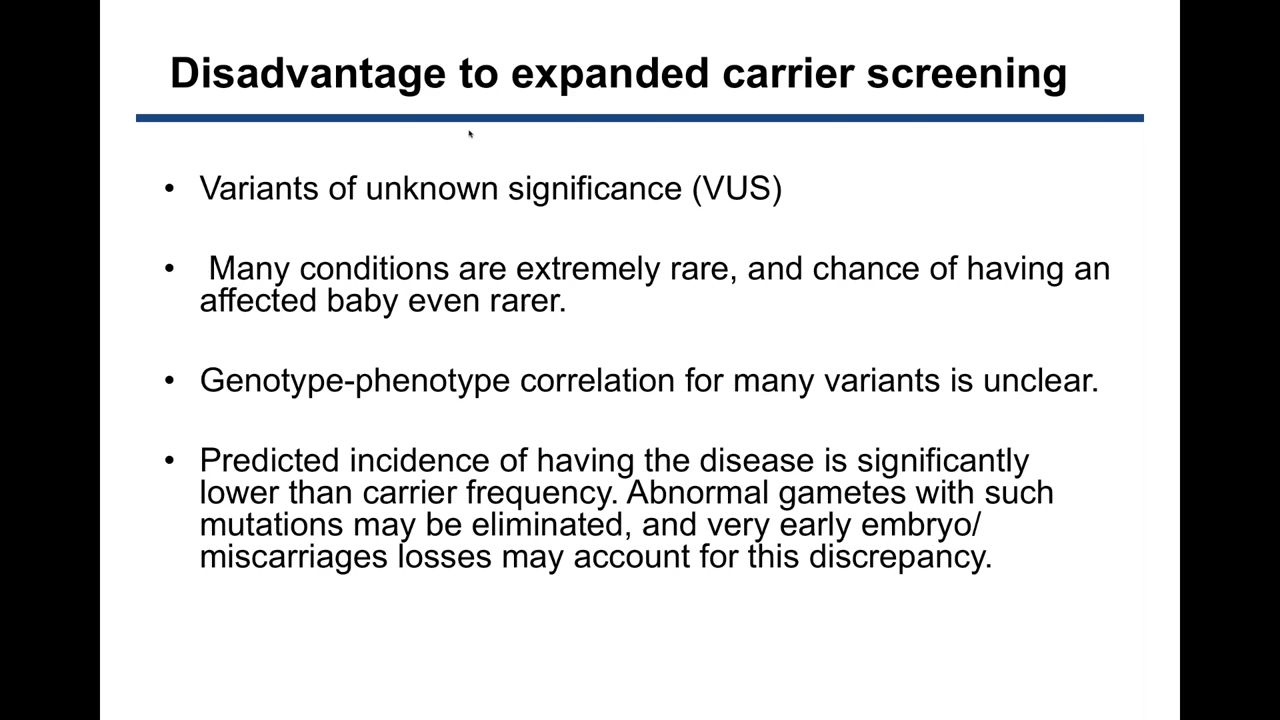 Disadvantage to expanded carrier screening
• Variants of unknown significance (VUS)
• Many conditions are extremely rare, and chance of having an
affected baby even rarer.
• Genotype-phenotype correlation for many variants is unclear.
• Predicted incidence of having the disease is significantly
lower than carrier frequency. Abnormal gametes with such
mutations may be eliminated, and very early embryo/
miscarriages losses may account for this discrepancy.